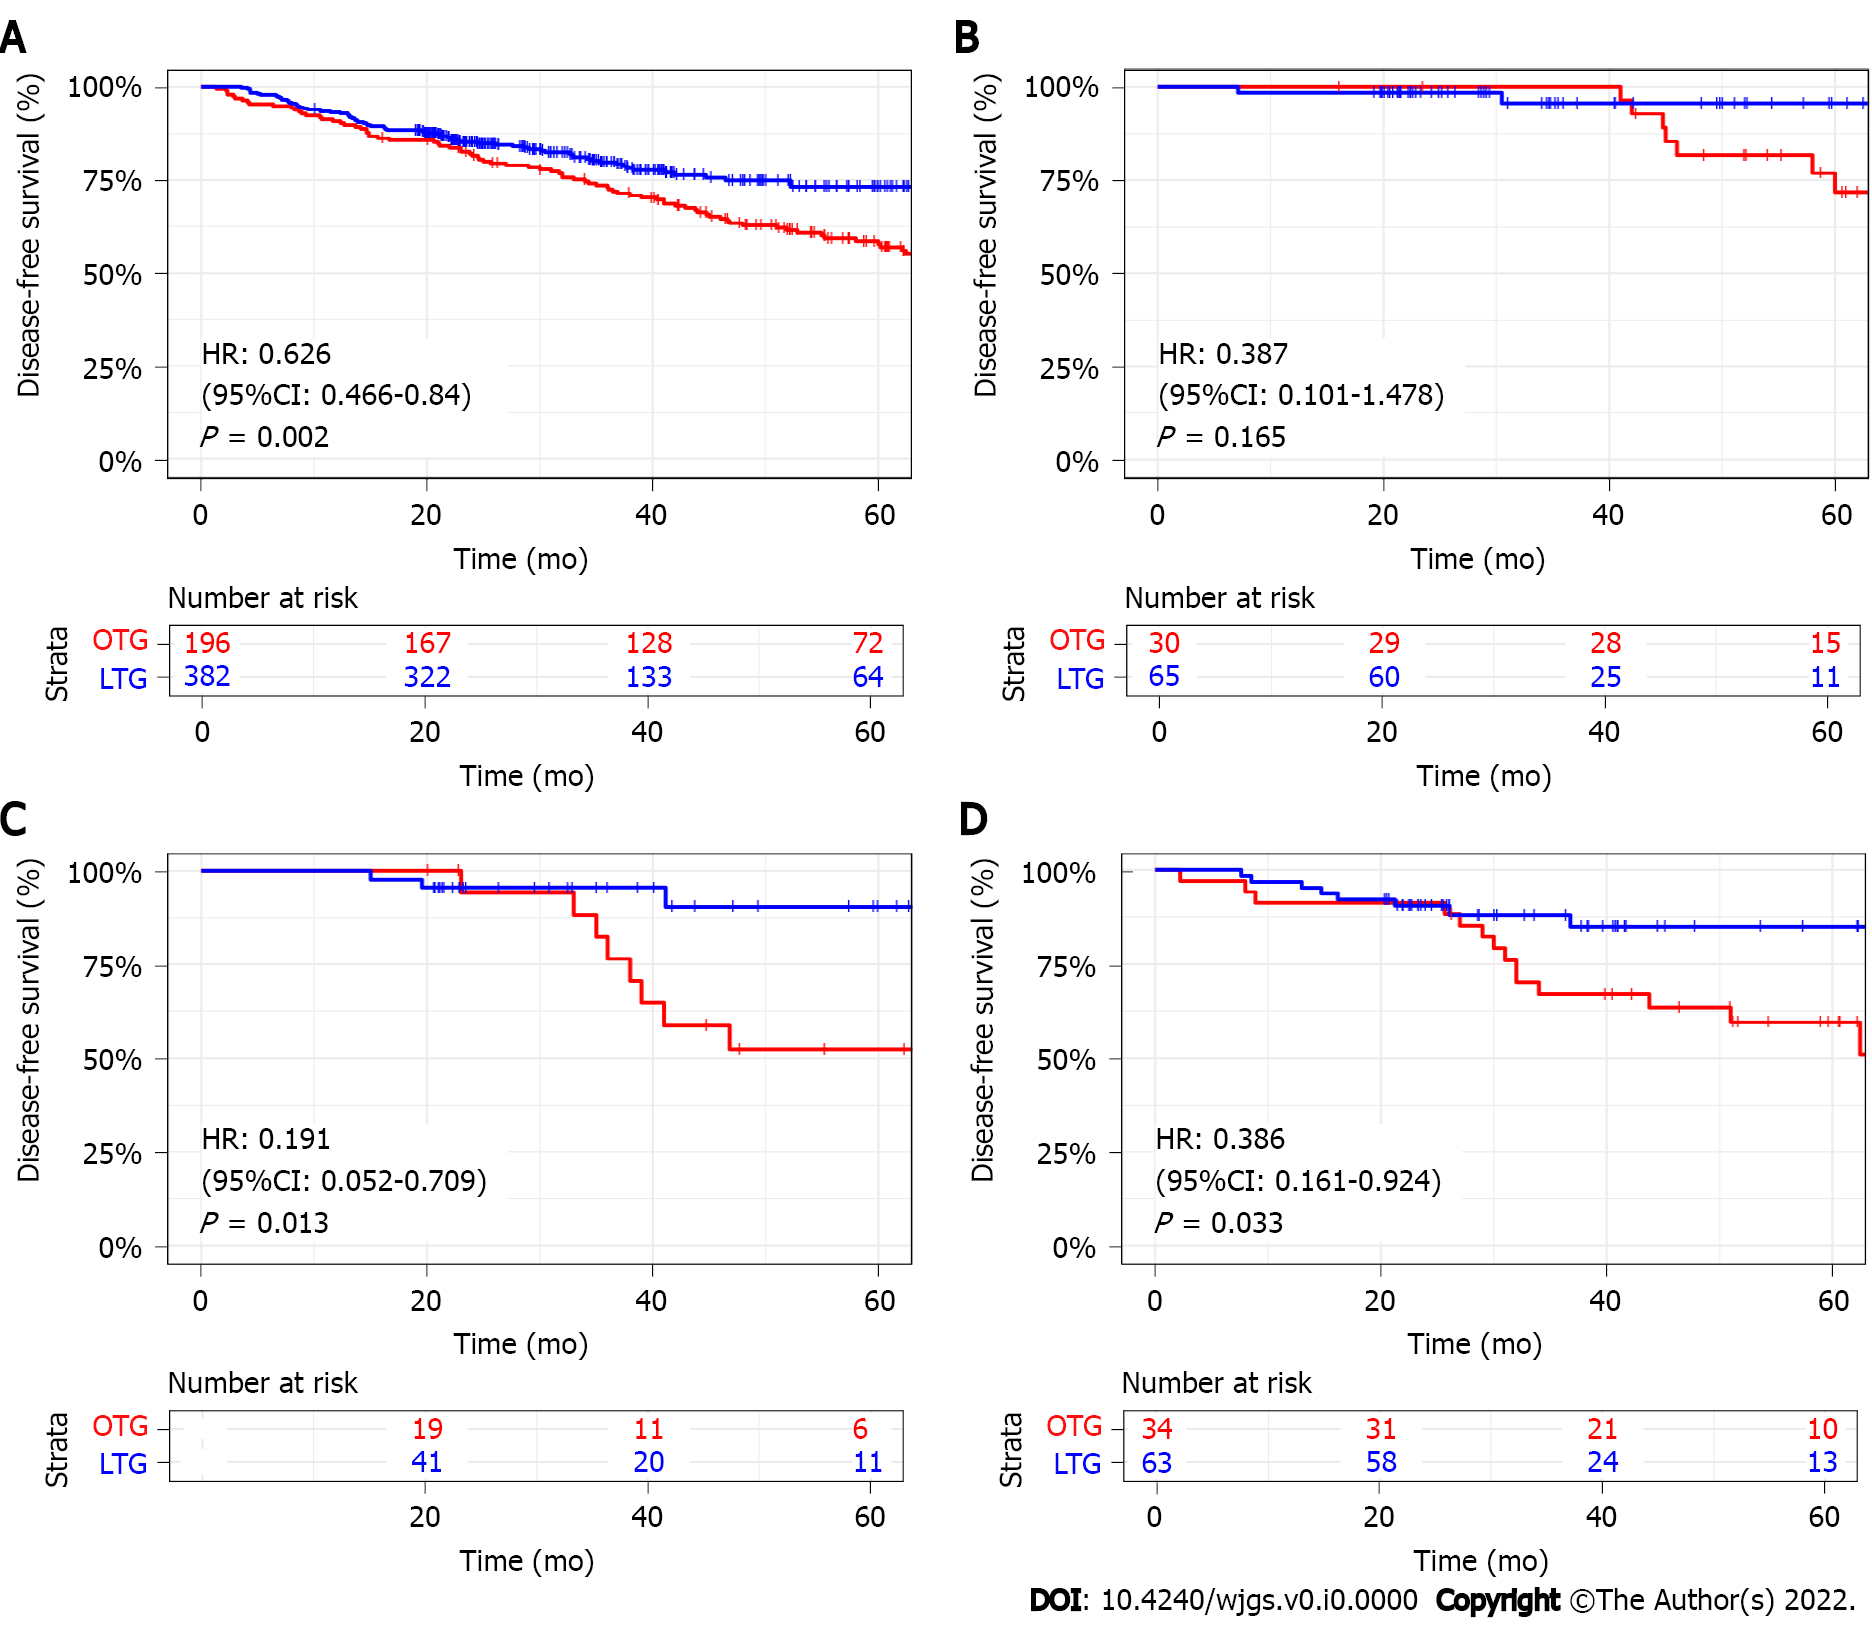 A
Disease-free survival (%)
100%
75%
50%
25%
0%
HR: 0.626
(95%CI: 0.466-0.84)
P = 0.002
0 20 40 60
Time (mo)
Number at risk
Strata
OTG 196 167 128 72
LTG 382 322 133 64
0 20 40 60
Time (mo)
B
Disease-free survival (%)
100%
75%
50%
25%
0%
HR: 0.387
(95%CI: 0.101-1.478)
P = 0.165
0 20 40 60
Time (mo)
Number at risk
Strata
OTG 30 29 28 15
LTG 65 60 25 11
0 20 40 60
Time (mo)
C
Disease-free survival (%)
100%
75%
50%
25%
0%
HR: 0.191
(95%CI: 0.052-0.709)
P = 0.013
0 20 40 60
Time (mo)
Number at risk
Strata
OTG 19 11 6
LTG 41 20 11
20 40 60
Time (mo)
D
Disease-free survival (%)
100%
75%
50%
25%
0%
HR: 0.386
(95%CI: 0.161-0.924)
P = 0.033
0 20 40 60
Time (mo)
Number at risk
Strata
OTG 34 31 21 10
LTG 63 58 24 13
0 20 40 60
Time (mo)
DOI: 10.4240/wjgs.v0.i0.0000 Copyright ©The Author(s) 2022.